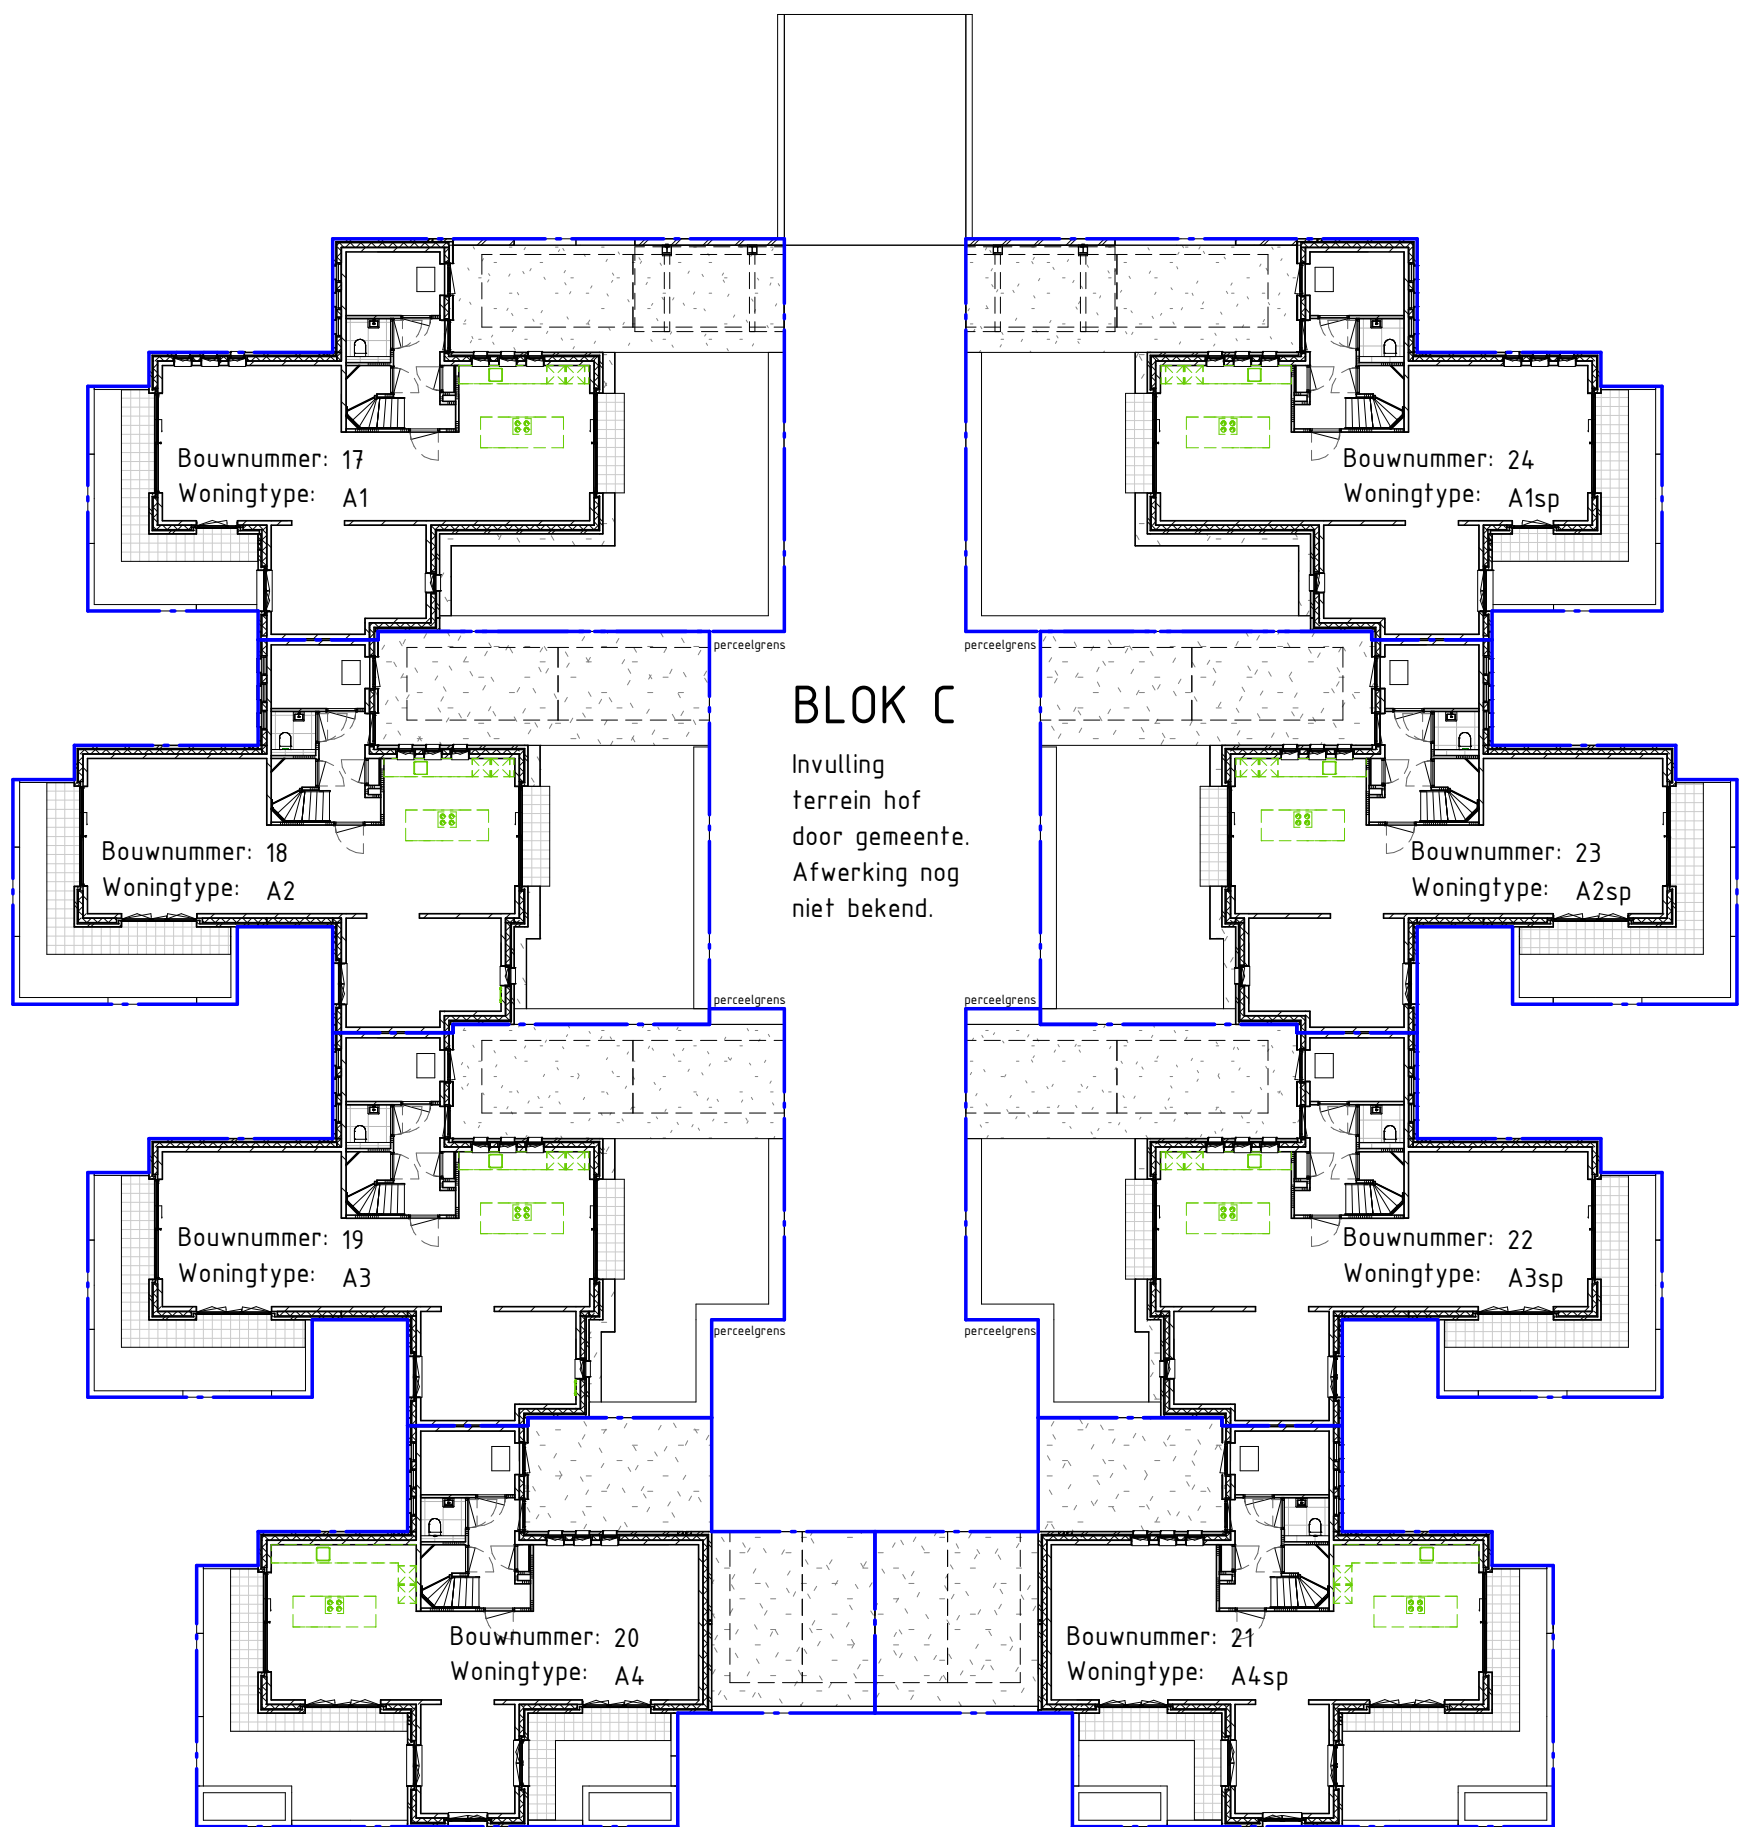 Bouwnummer: 17
Woningtype: A1
Bouwnummer: 24
Woningtype: A1sp
perceelgrens
perceelgrens
BLOK C
Invulling
terrein hof
door gemeente.
Afwerking nog
niet bekend.
Bouwnummer: 18
Woningtype: A2
Bouwnummer: 23
Woningtype: A2sp
perceelgrens
perceelgrens
Bouwnummer: 19
Woningtype: A3
Bouwnummer: 22
Woningtype: A3sp
perceelgrens
perceelgrens
Bouwnummer: 20
Woningtype: A4
Bouwnummer: 21
Woningtype: A4sp